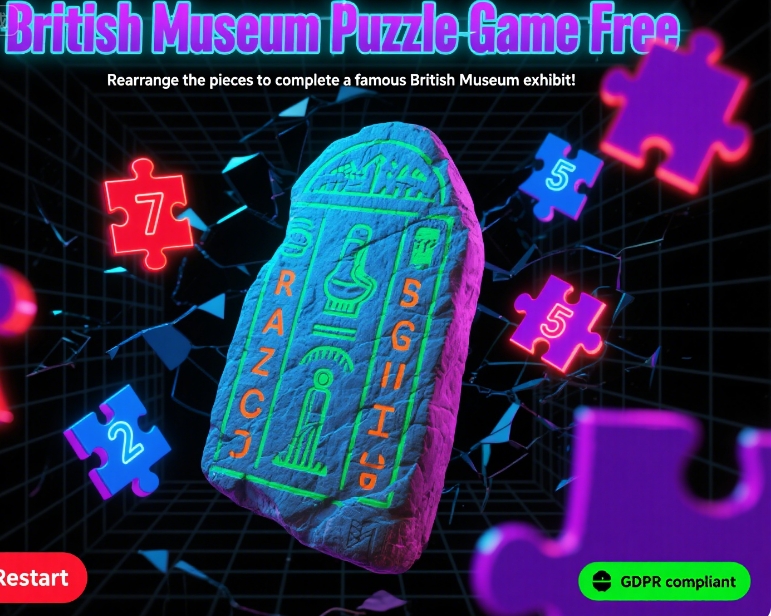 British Museum Puzzle Game Free
Rearrange the pieces to complete a famous British Museum exhibit!
7
5
5
2
R
A
Z
C
J
5
G
I
Restart
GDPR compliant